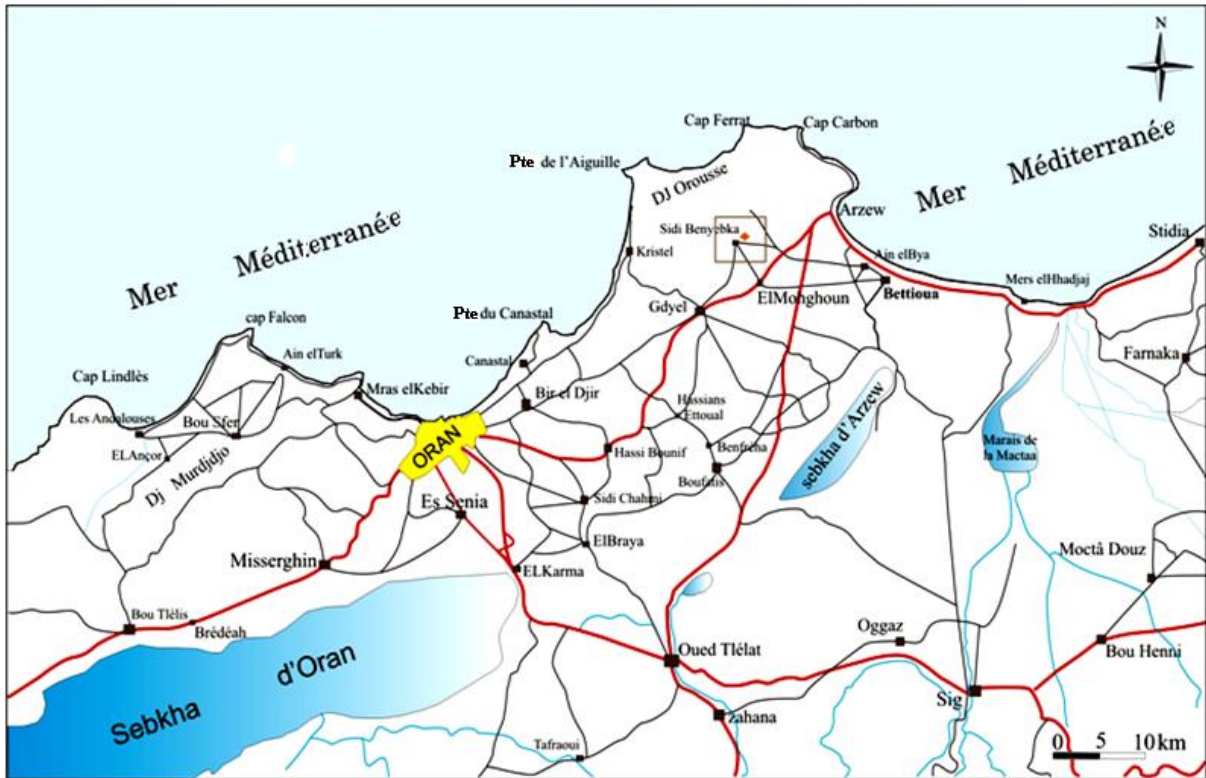 N
Cap Ferrat
Cap Carbon
Pte de l'Aiguille
DJ Orousse
Mer Méditerranée
Arzew
Sidi Benyebka
Stidia
Mer Méditerranée
Kristel
Ain elBya
Bettioua
Mers elHhadjaj
ElMonghoun
Gdyel
Pte du Canastal
cap Falcon
Ain elTurk
Canastal
Farnaka
Cap Lindlès
Mras elKebir
Bir el Djir
Les Andalouses
Bou Sfer
Hassians
Ettoual
sebkha d'Arzew
ORAN
ELAnçor
Hassi Bounif
Benfréha
Marais de
la Mactaa
Dj Murdjdjo
Boufatis
Es Senia
Sidi Chahmi
ElBraya
Moctâ Douz
Misserghin
ELKarma
Bou Tlélis
Brédéah
Oggaz
Oued Tlélat
Bou Henni
Sebkha d'Oran
Sig
zahana
Tafraoui
0 5 10 km